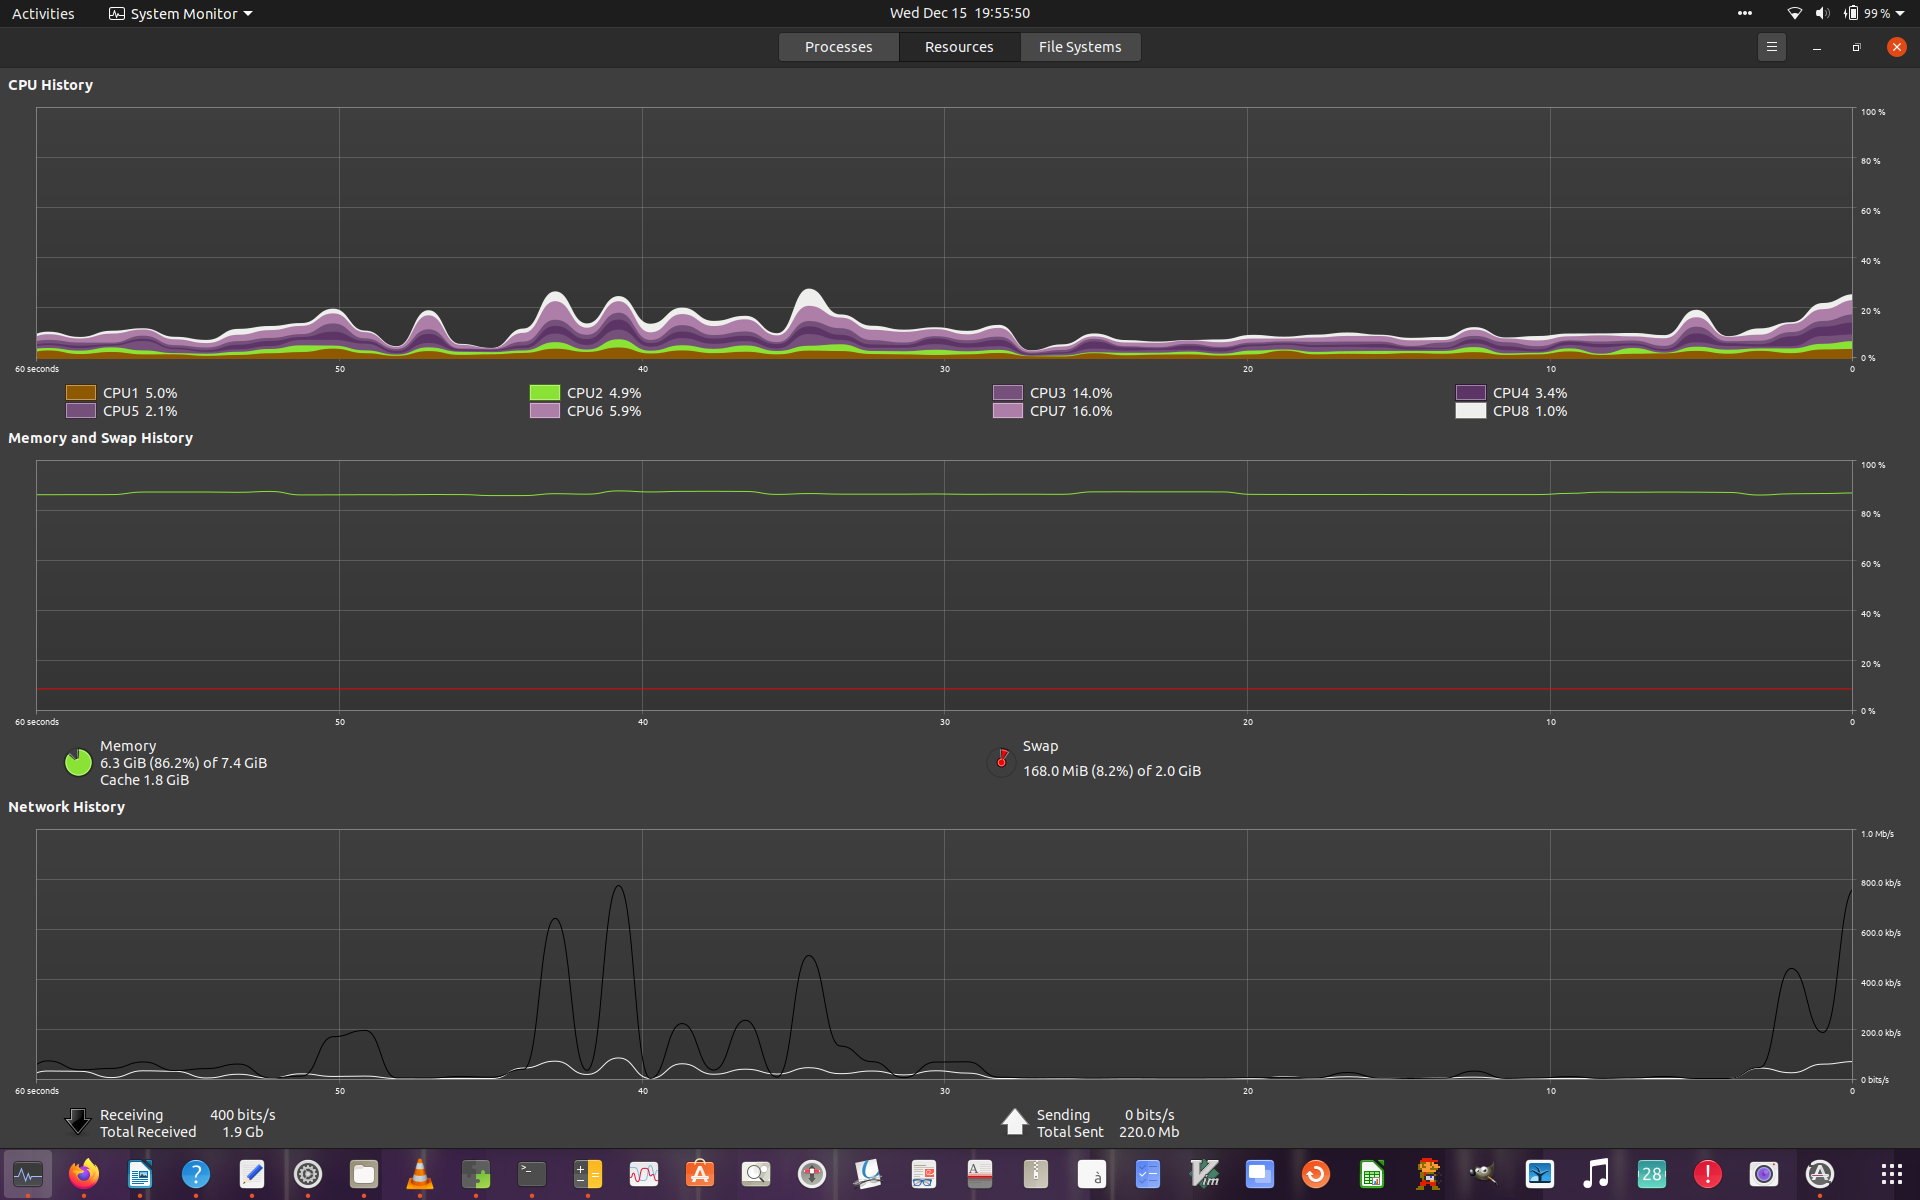 Activities System Monitor Wed Dec 15 19:55:50 99 %
Processes Resources File Systems
CPU History
100 %
80 %
60 %
40 %
20 %
0 %
60 seconds 50 40 30 20 10 0
CPU1 5.0% CPU2 4.9% CPU3 14.0% CPU4 3.4%
CPU5 2.1% CPU6 5.9% CPU7 16.0% CPU8 1.0%
Memory and Swap History
100 %
80 %
60 %
40 %
20 %
0 %
60 seconds 50 40 30 20 10 0
Memory
6.3 GiB (86.2%) of 7.4 GiB
Cache 1.8 GiB
Swap
168.0 MiB (8.2%) of 2.0 GiB
Network History
1.0 Mb/s
800.0 kb/s
600.0 kb/s
400.0 kb/s
200.0 kb/s
0 bits/s
60 seconds 50 40 30 20 10 0
Receiving 400 bits/s
Total Received 1.9 Gb
Sending 0 bits/s
Total Sent 220.0 Mb
? >_ A à Vim 28 !